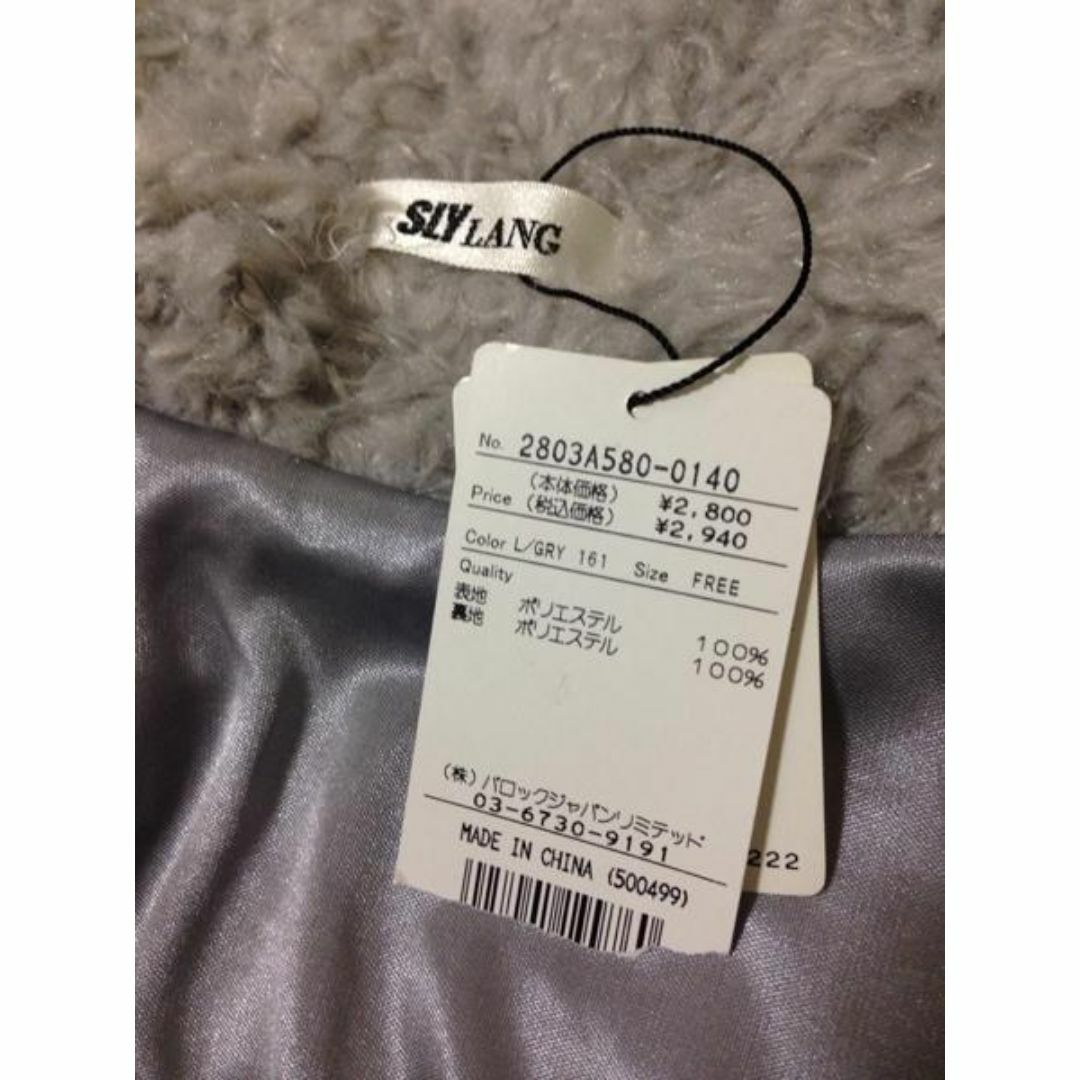 SLY LANG
No. 2803A580-0140
Price (本体価格) ¥2,800
(税込価格) ¥2,940
Color L/GRY 161 Size FREE
Quality
表地 ポリエステル 100%
裏地 ポリエステル 100%
(株)バロックジャパンリミテッド
03-6730-9191
MADE IN CHINA (500499)
222